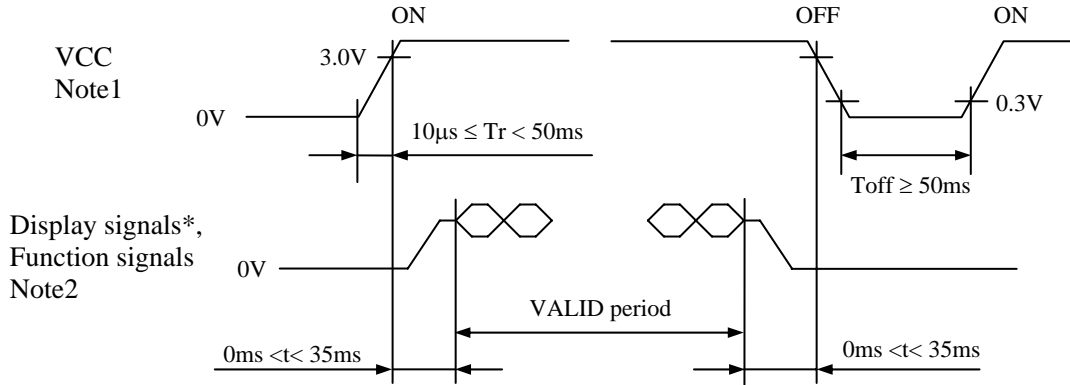 ON OFF ON
VCC
Note1
3.0V
0V
0.3V
10μs ≤ Tr < 50ms
Toff ≥ 50ms
Display signals*,
Function signals
Note2
0V
VALID period
0ms <t< 35ms
0ms <t< 35ms